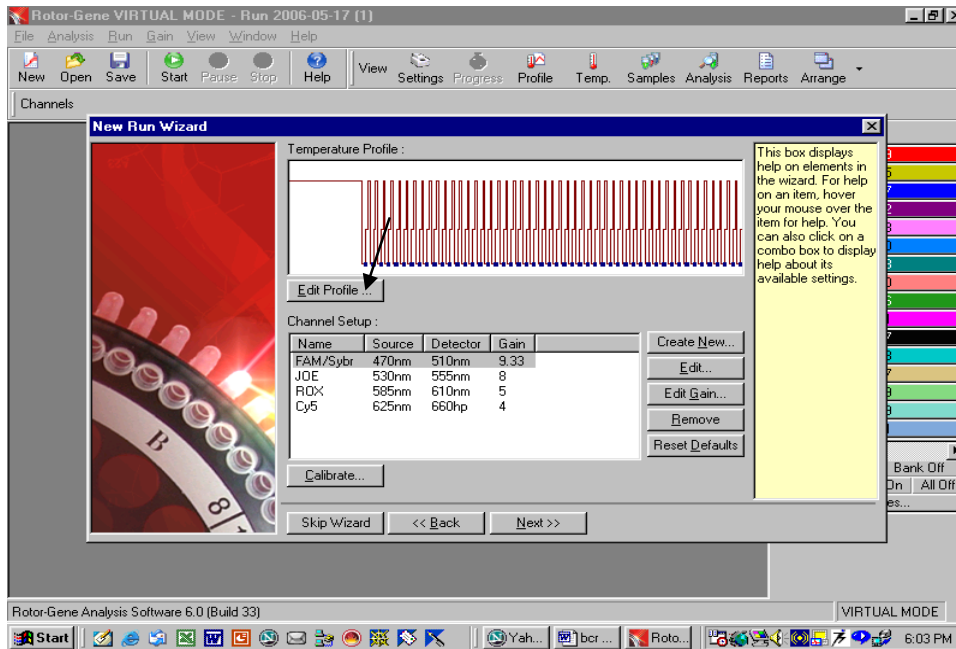 Rotor-Gene VIRTUAL MODE - Run 2006-05-17 (1)
File Analysis Run Gain View Window Help
New Open Save Start Pause Stop Help View Settings Progress Profile Temp. Samples Analysis Reports Arrange
Channels
New Run Wizard
Temperature Profile :
This box displays
help on elements in
the wizard. For help
on an item, hover
your mouse over the
item for help. You
can also click on a
combo box to display
help about its
available settings.
Edit Profile ...
Channel Setup :
Name Source Detector Gain
FAM/Sybr 470nm 510nm 9.33
JOE 530nm 555nm 8
ROX 585nm 610nm 5
Cy5 625nm 660hp 4
Create New...
Edit...
Edit Gain...
Remove
Reset Defaults
Calibrate...
Skip Wizard << Back Next >>
Bank Off
On All Off
es...
B
8
Rotor-Gene Analysis Software 6.0 (Build 33) VIRTUAL MODE
Start Yah... bcr ... Roto... 6:03 PM